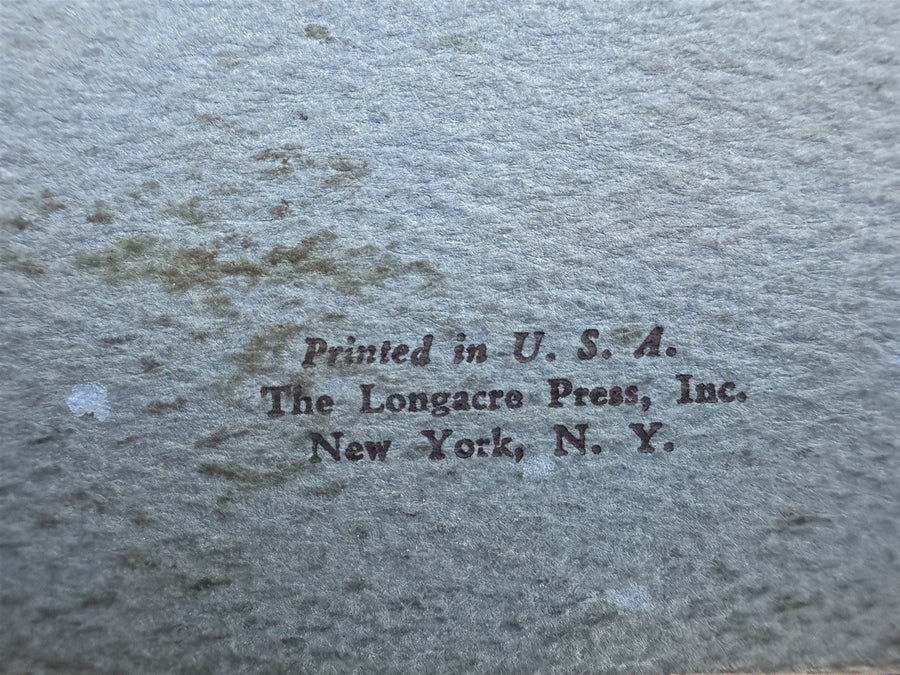 Printed in U. S. A.
The Longacre Press, Inc.
New York, N. Y.